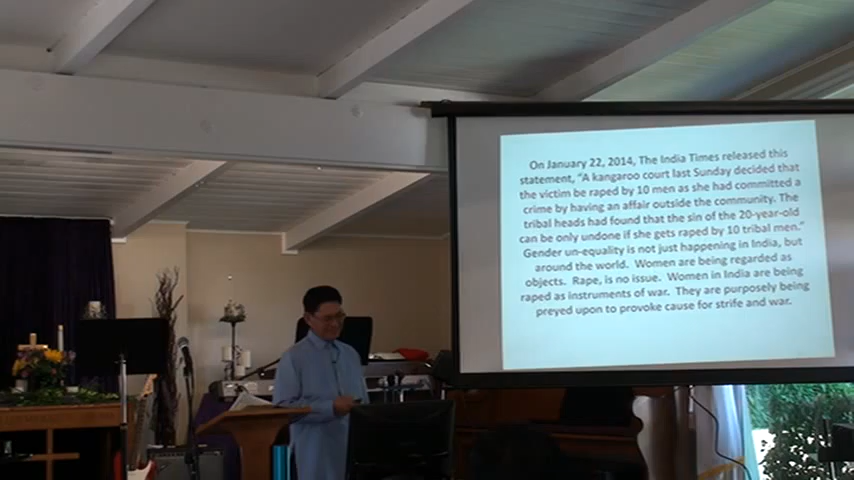 On January 22, 2014, The India Times released this
statement, "A kangaroo court last Sunday decided that
the victim be raped by 10 men as she had committed a
crime by having an affair outside the community. The
tribal heads had found that the sin of the 20-year-old
can be only undone if she gets raped by 10 tribal men."
Gender un-equality is not just happening in India, but
around the world. Women are being regarded as
objects. Rape, is no issue. Women in India are being
raped as instruments of war. They are purposely being
preyed upon to provoke cause for strife and war.